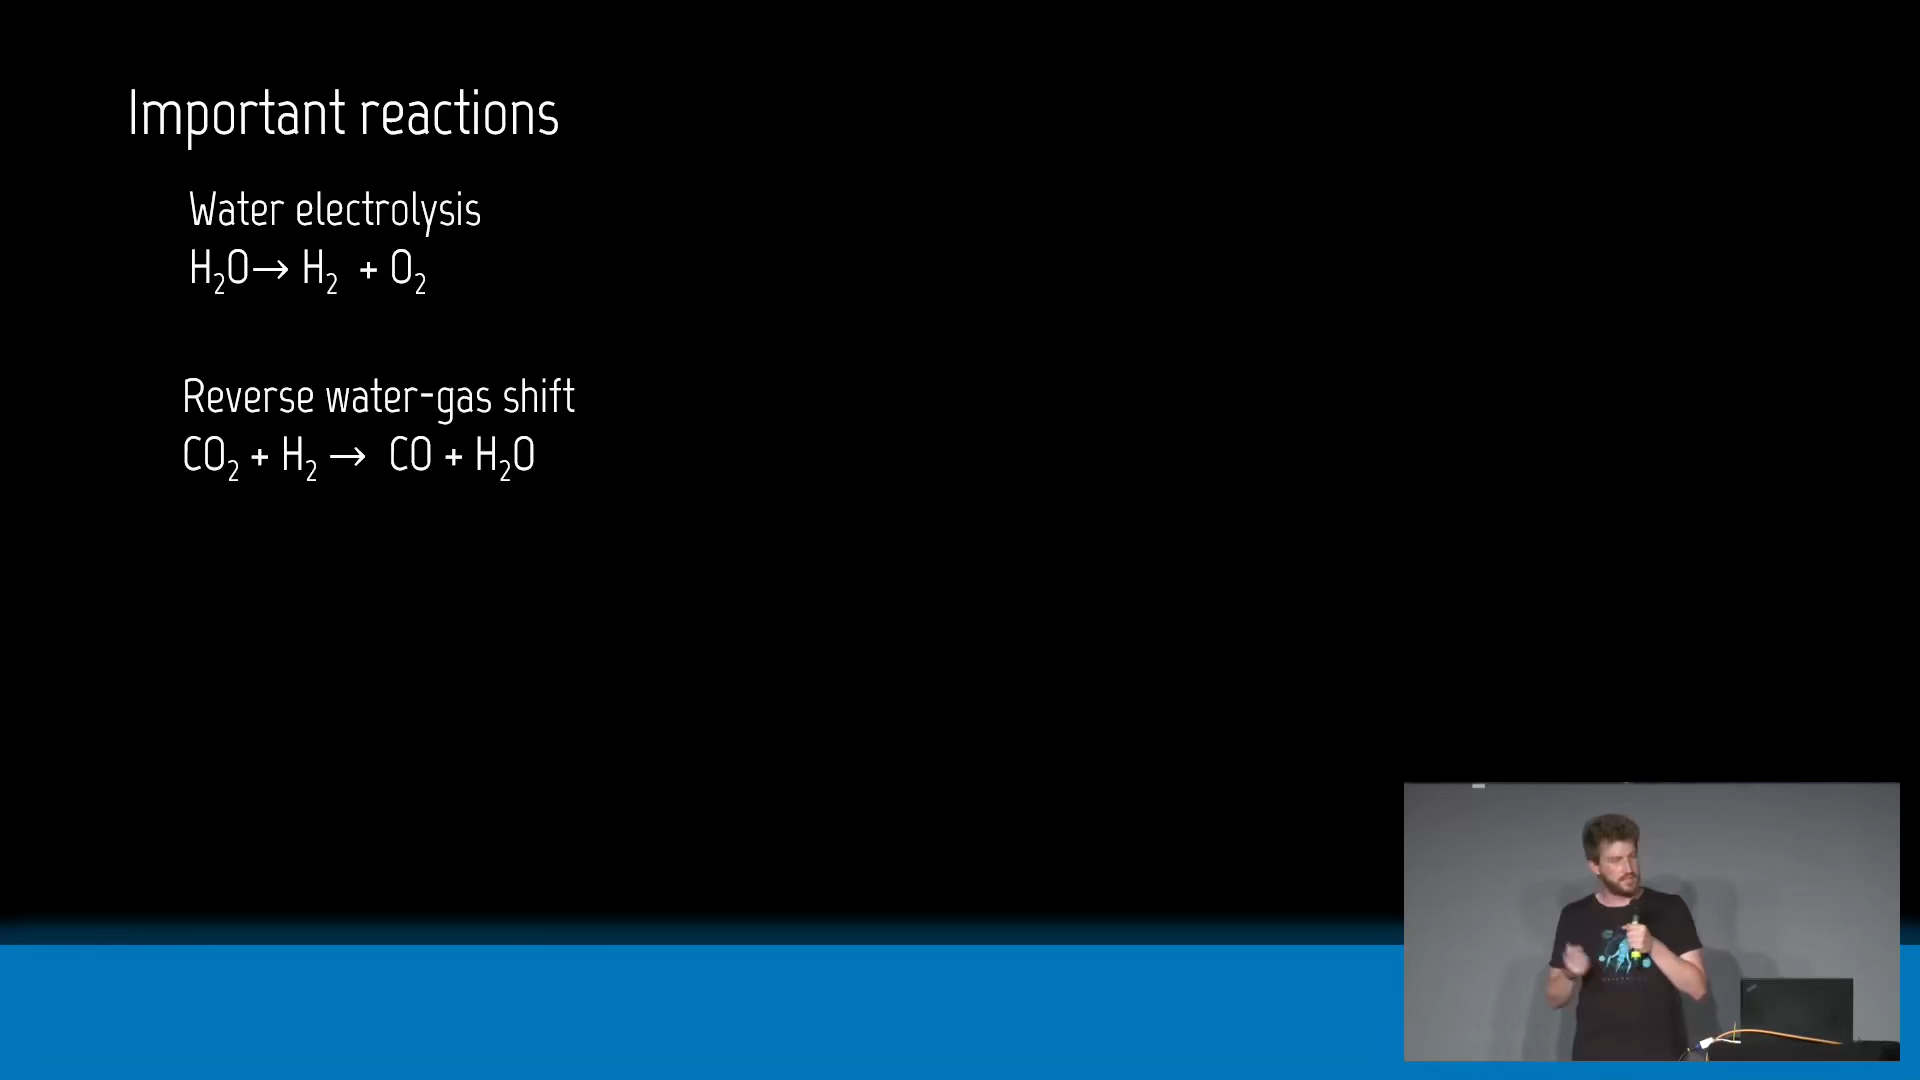 Important reactions
Water electrolysis
H₂O→ H₂ + O₂
Reverse water-gas shift
CO₂ + H₂ → CO + H₂O